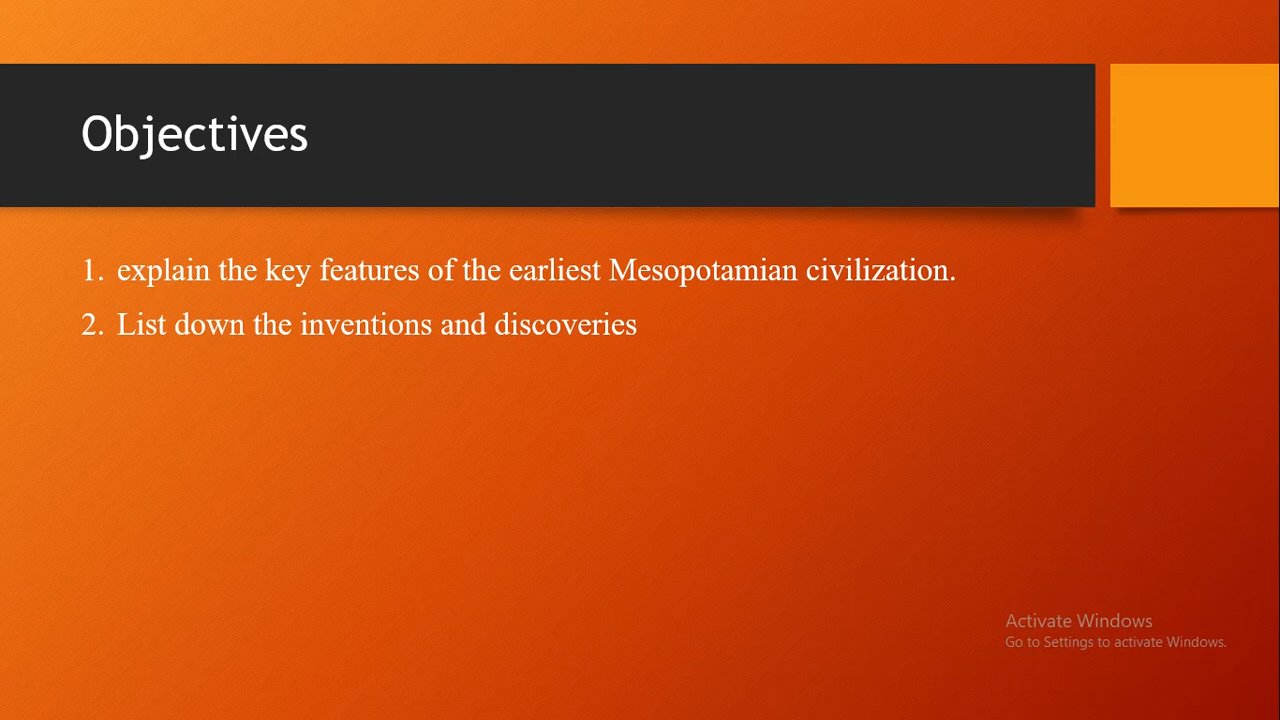 Objectives
1. explain the key features of the earliest Mesopotamian civilization.
2. List down the inventions and discoveries
Activate Windows
Go to Settings to activate Windows.